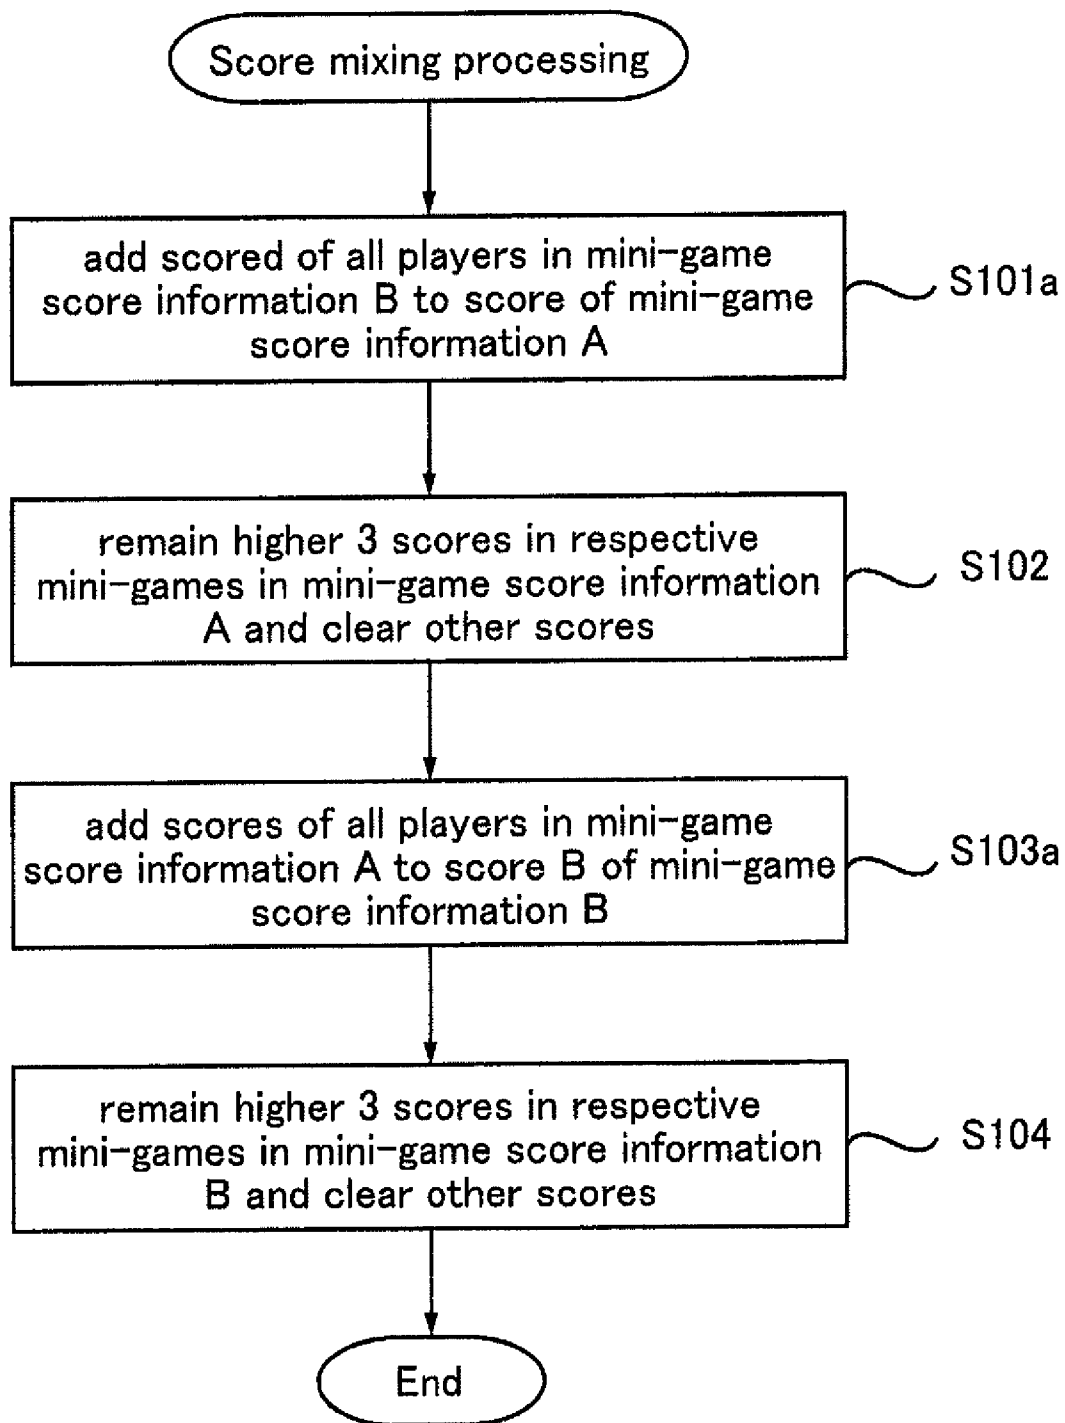 Score mixing processing
add scored of all players in mini-game
score information B to score of mini-game
score information A
S101a
remain higher 3 scores in respective
mini-games in mini-game score information
A and clear other scores
S102
add scores of all players in mini-game
score information A to score B of mini-game
score information B
S103a
remain higher 3 scores in respective
mini-games in mini-game score information
B and clear other scores
S104
End